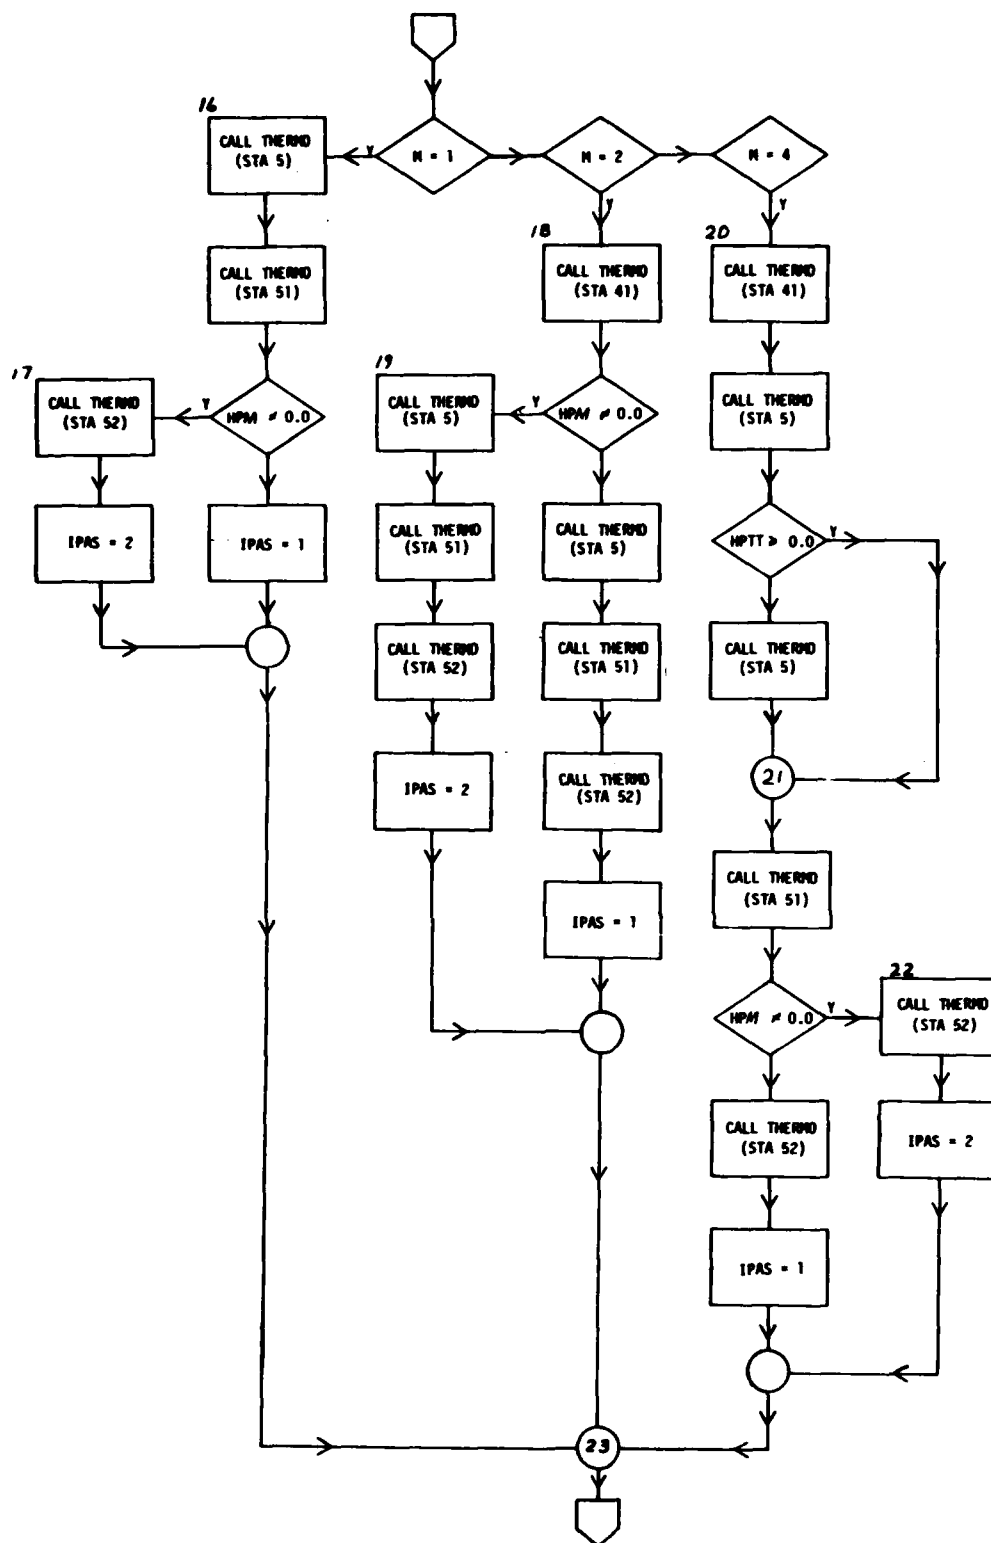 16
CALL THERMO
(STA 5)
Y
M = 1
M = 2
M = 4
Y
Y
18
20
CALL THERMO
(STA 51)
CALL THERMO
(STA 41)
CALL THERMO
(STA 41)
17
CALL THERMO
(STA 52)
Y
HPM ≠ 0.0
19
CALL THERMO
(STA 5)
Y
HPM ≠ 0.0
CALL THERMO
(STA 5)
IPAS = 2
IPAS = 1
CALL THERMO
(STA 51)
CALL THERMO
(STA 5)
HPTT ≥ 0.0
Y
CALL THERMO
(STA 52)
CALL THERMO
(STA 51)
CALL THERMO
(STA 5)
IPAS = 2
CALL THERMO
(STA 52)
21
CALL THERMO
(STA 51)
IPAS = 1
HPM ≠ 0.0
Y
22
CALL THERMO
(STA 52)
CALL THERMO
(STA 52)
IPAS = 2
IPAS = 1
23